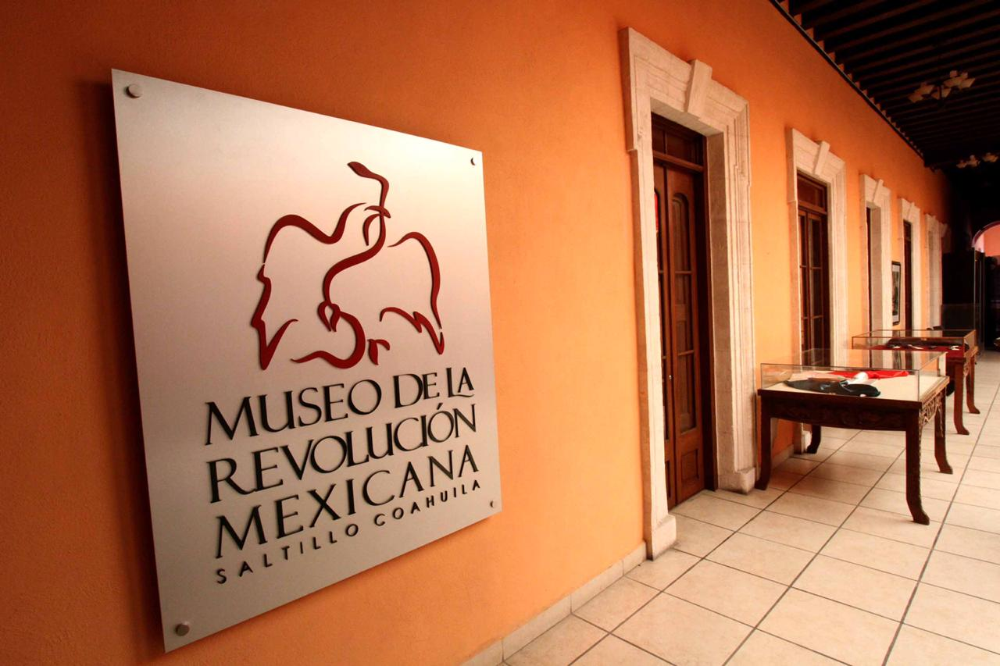 MUSEO DE LA
REVOLUCIÓN
MEXICANA
SALTILLO COAHUILA